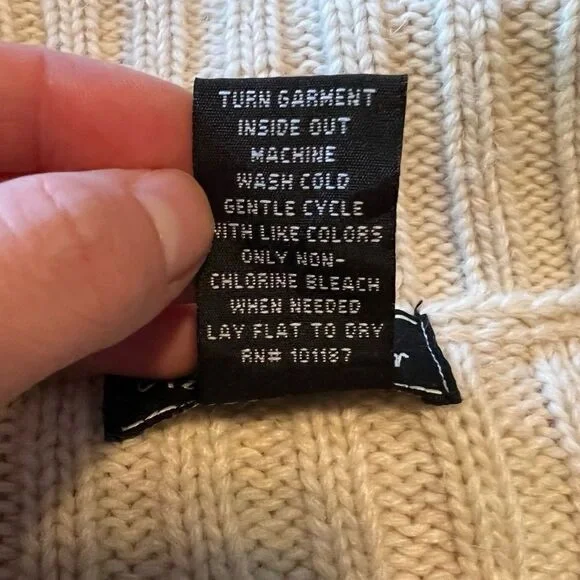 TURN GARMENT
INSIDE OUT
MACHINE
WASH COLD
GENTLE CYCLE
WITH LIKE COLORS
ONLY NON-
CHLORINE BLEACH
WHEN NEEDED
LAY FLAT TO DRY
RN# 101187